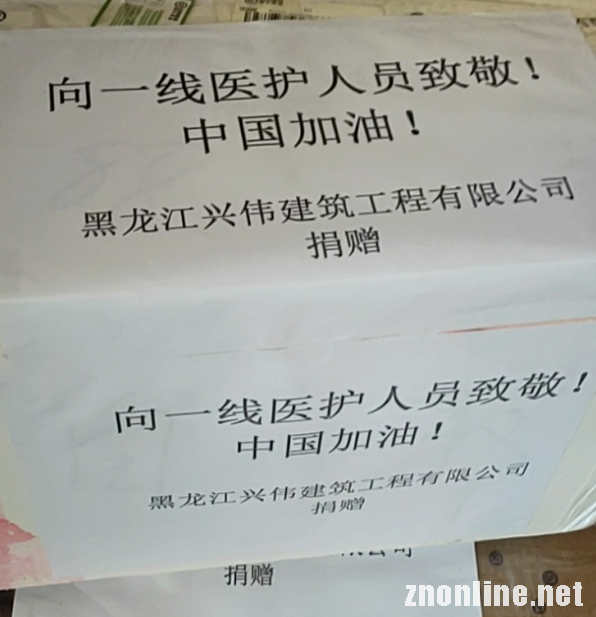 向一线医护人员致敬！
中国加油！
黑龙江兴伟建筑工程有限公司
捐赠
向一线医护人员致敬！
中国加油！
黑龙江兴伟建筑工程有限公司
捐赠
限公司
捐赠
znonline.net